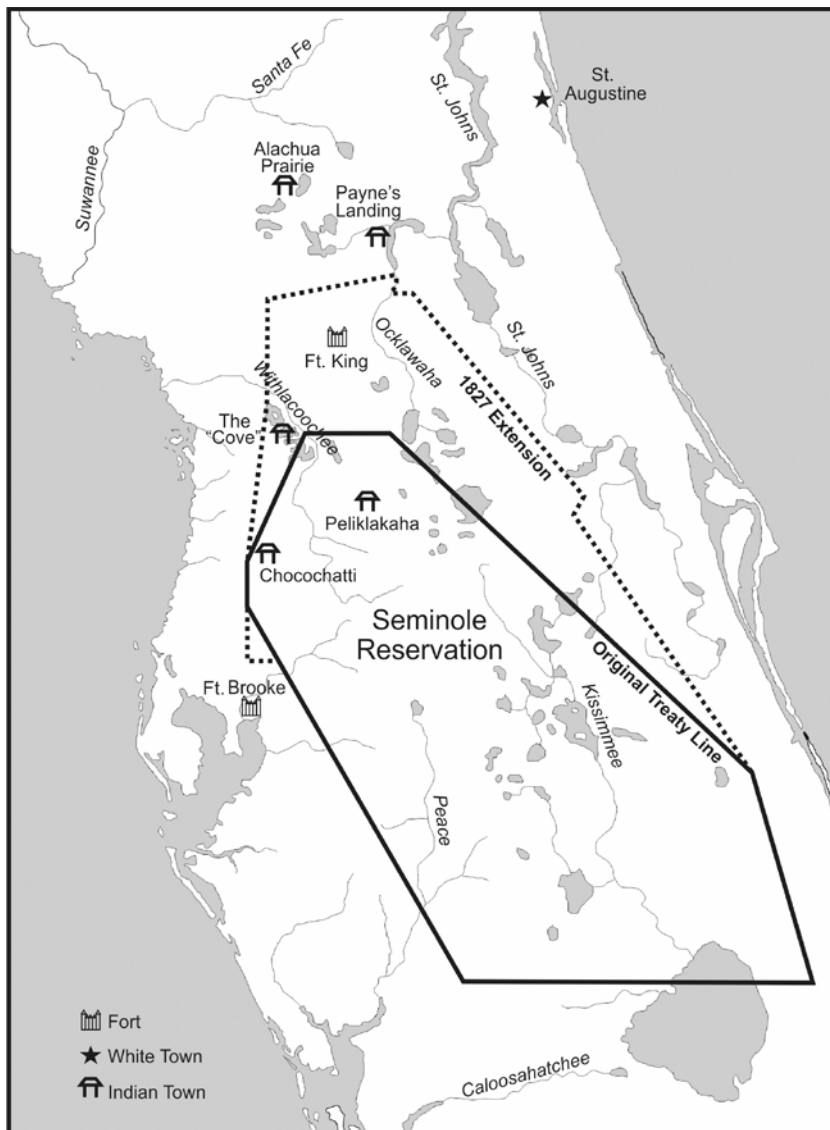 Santa Fe
St. Johns
St.
Augustine
Suwannee
Alachua
Prairie
Payne's
Landing
Ft. King
Ocklawaha
St. Johns
1827 Extension
Withlacoochee
The
"Cove"
Peliklakaha
Chocochatti
Seminole
Reservation
Original Treaty Line
Ft. Brooke
Kissimmee
Peace
Fort
White Town
Indian Town
Caloosahatchee